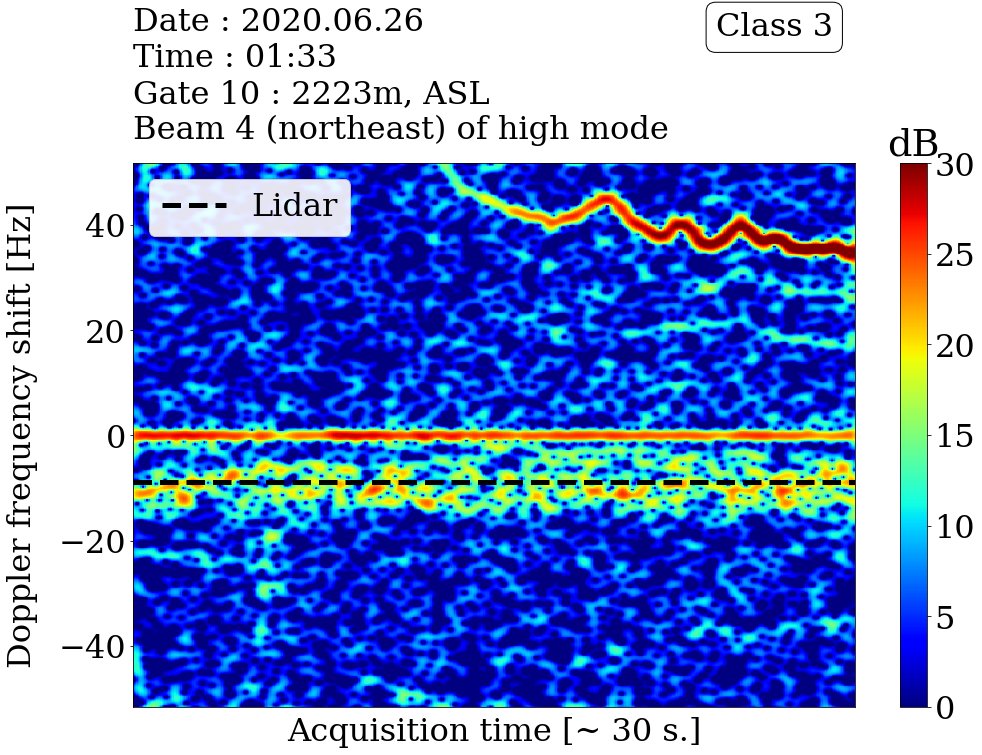 Date : 2020.06.26
Time : 01:33
Gate 10 : 2223m, ASL
Beam 4 (northeast) of high mode
Class 3
dB
Lidar
Doppler frequency shift [Hz]
40
20
0
−20
−40
30
25
20
15
10
5
0
Acquisition time [~ 30 s.]